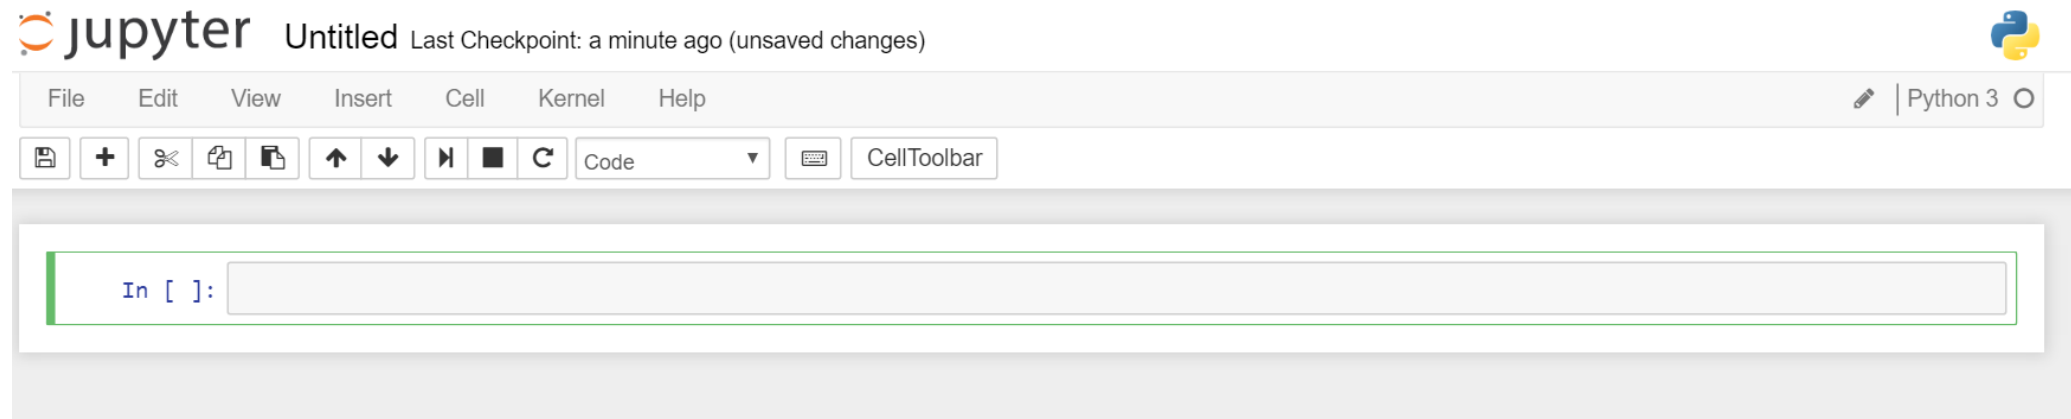 jupyter Untitled Last Checkpoint: a minute ago (unsaved changes)
File Edit View Insert Cell Kernel Help Python 3
Code CellToolbar
In [ ]: